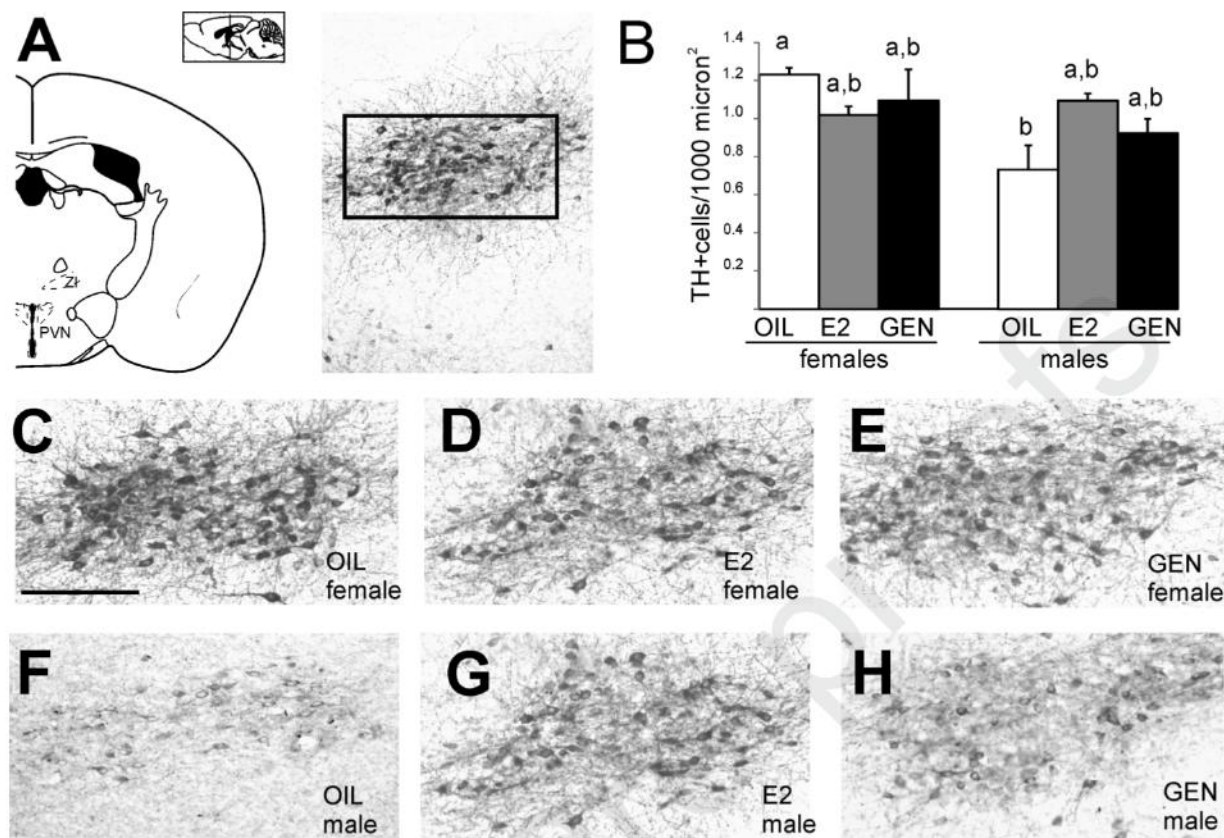 A
ZI
PVN
B
TH+cells/1000 micron2
1.4
1.2
1.0
0.8
0.6
0.4
0.2
a
a,b
a,b
b
a,b
a,b
OIL E2 GEN OIL E2 GEN
females males
C
OIL
female
D
E2
female
E
GEN
female
F
OIL
male
G
E2
male
H
GEN
male